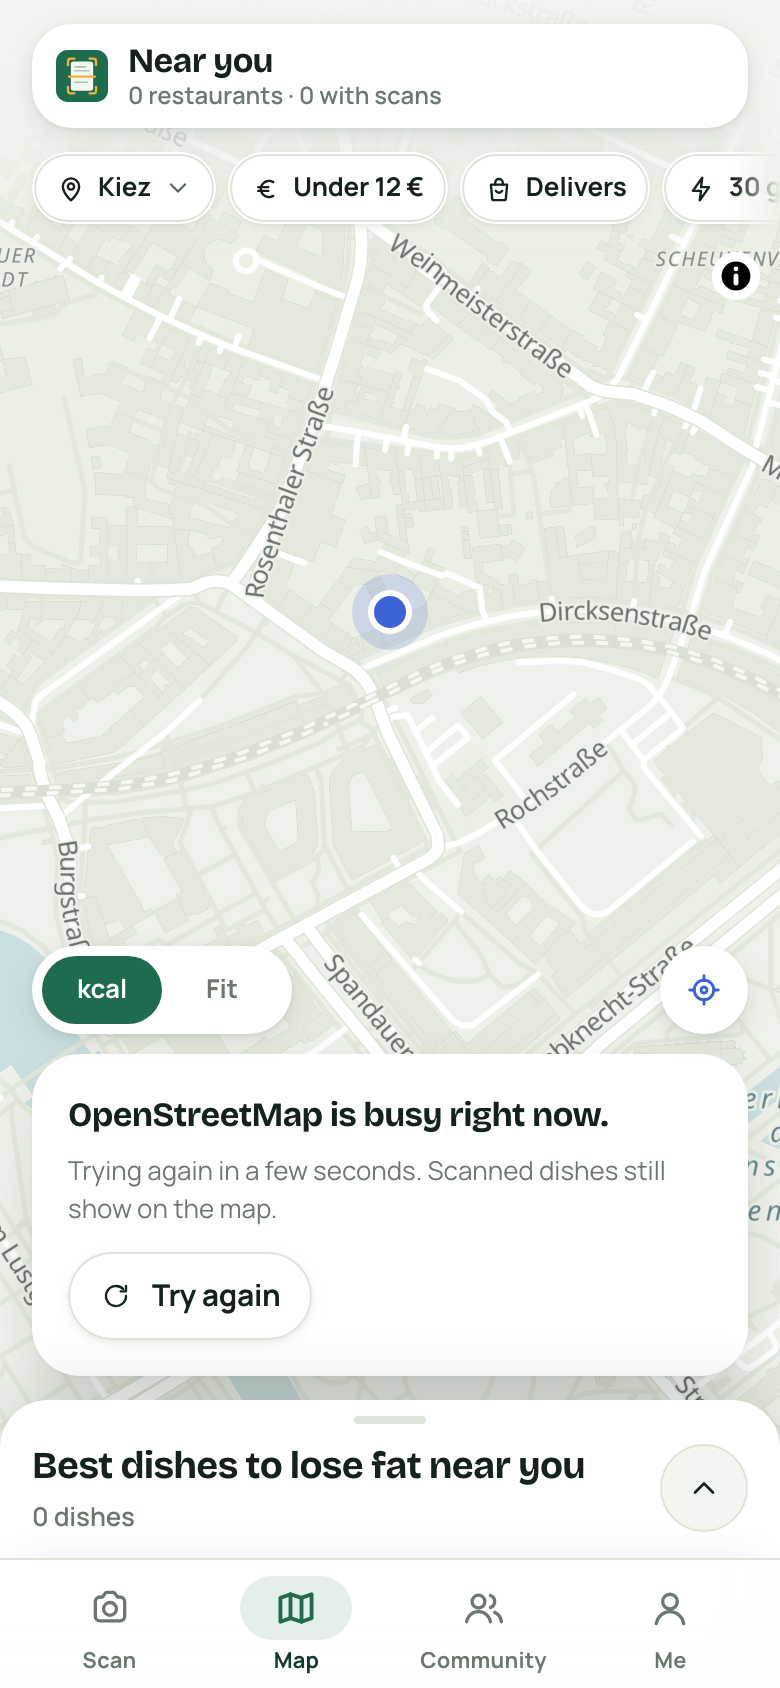 Near you
0 restaurants · 0 with scans
Kiez
€ Under 12 €
Delivers
30 g
Weinmeisterstraße
Rosenthaler Straße
Dircksenstraße
Rochstraße
Burgstraß
Spandauer
kcal
Fit
OpenStreetMap is busy right now.
Trying again in a few seconds. Scanned dishes still
show on the map.
Try again
Best dishes to lose fat near you
0 dishes
Scan
Map
Community
Me